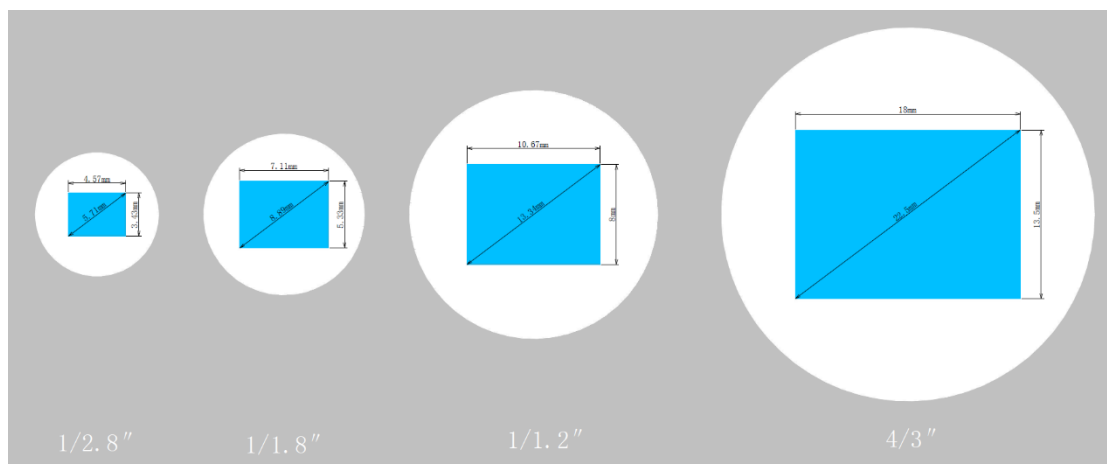 4.57mm
5.71mm
3.43mm
1/2.8″
7.11mm
8.89mm
5.33mm
1/1.8″
10.67mm
13.34mm
8mm
1/1.2″
18mm
22.5mm
13.5mm
4/3″